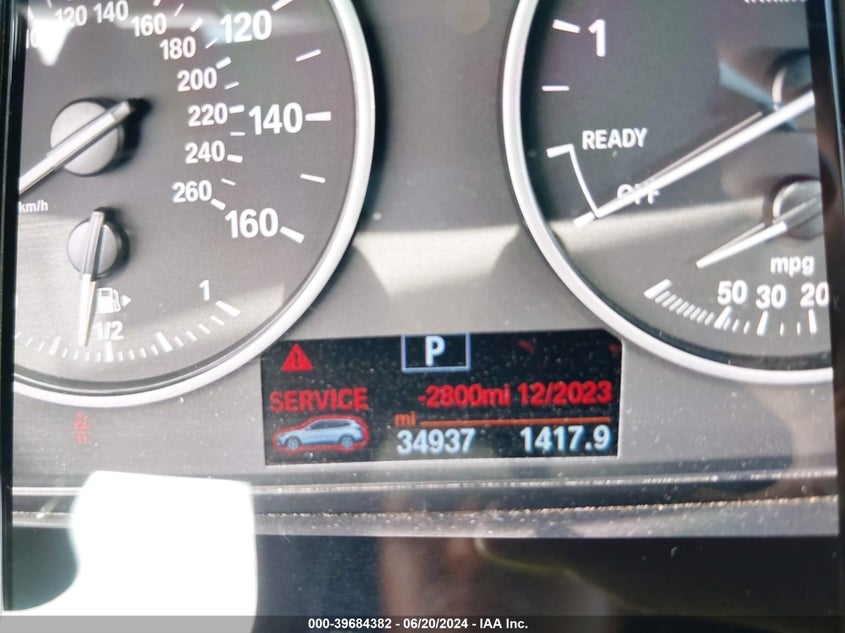 120 140
160
180
200
220
240
260
km/h
120
140
160
1
1/2
1
READY
OFF
mpg
50 30 20
P
SERVICE
-2800mi 12/2023
mi
34937 1417.9
000-39684382 - 06/20/2024 - IAA Inc.